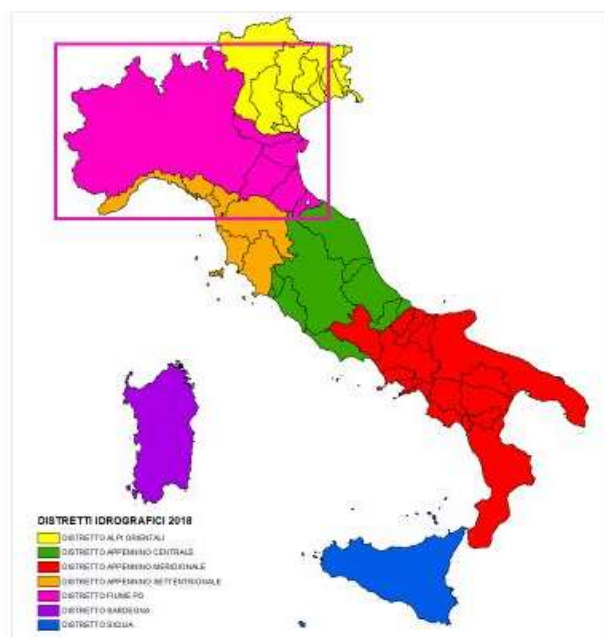 DISTRETTI IDROGRAFICI 2018
DISTRETTO ALPI ORIENTALI
DISTRETTO APPENNINO CENTRALE
DISTRETTO APPENNINO MERIDIONALE
DISTRETTO APPENNINO SETTENTRIONALE
DISTRETTO FIUME PO
DISTRETTO SARDEGNA
DISTRETTO SICILIA